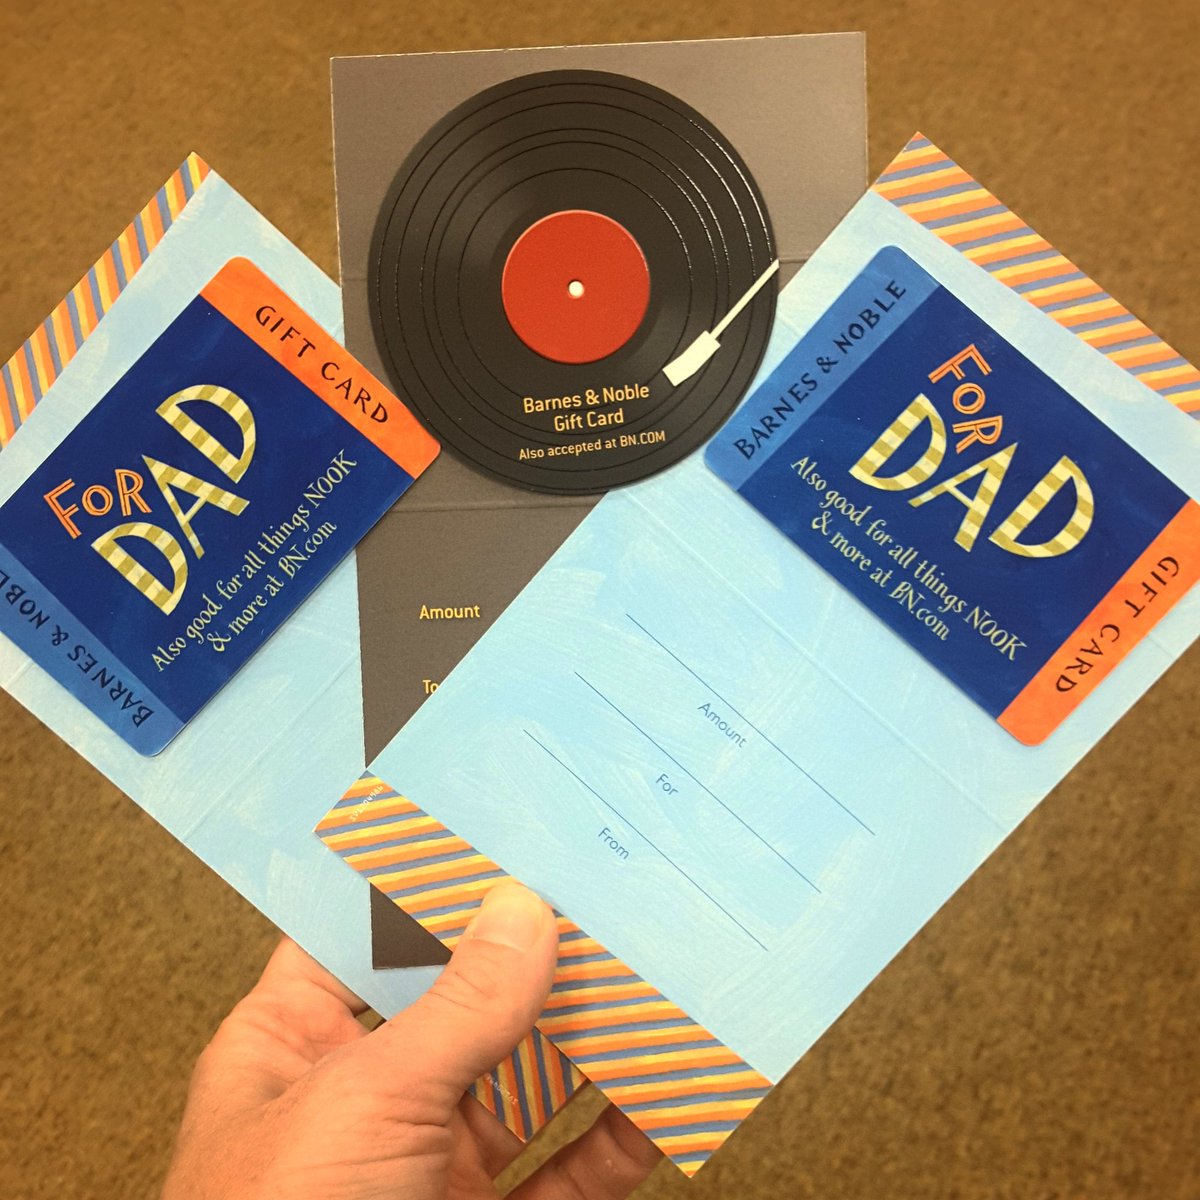 GIFT CARD
FOR
DAD
Also good for all things NOOK
& more at BN.com
BARNES & NOBLE
Barnes & Noble
Gift Card
Also accepted at BN.COM
Amount
To
BARNES & NOBLE
FOR
DAD
Also good for all things NOOK
& more at BN.com
GIFT CARD
Amount
For
From